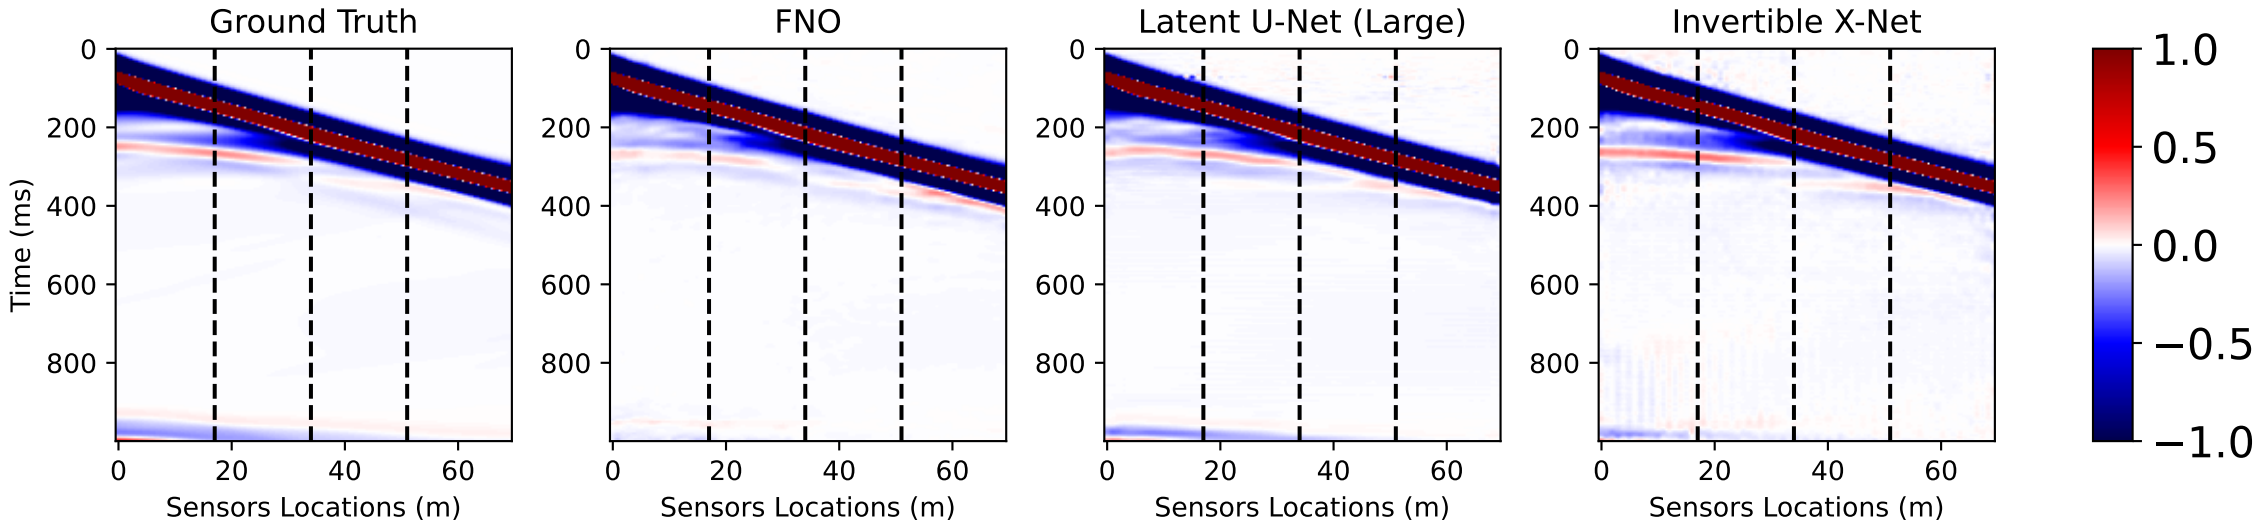 Ground Truth
FNO
Latent U-Net (Large)
Invertible X-Net
Time (ms)
0
200
400
600
800
0 20 40 60
Sensors Locations (m)
0
200
400
600
800
0 20 40 60
Sensors Locations (m)
0
200
400
600
800
0 20 40 60
Sensors Locations (m)
0
200
400
600
800
0 20 40 60
Sensors Locations (m)
1.0
0.5
0.0
−0.5
−1.0